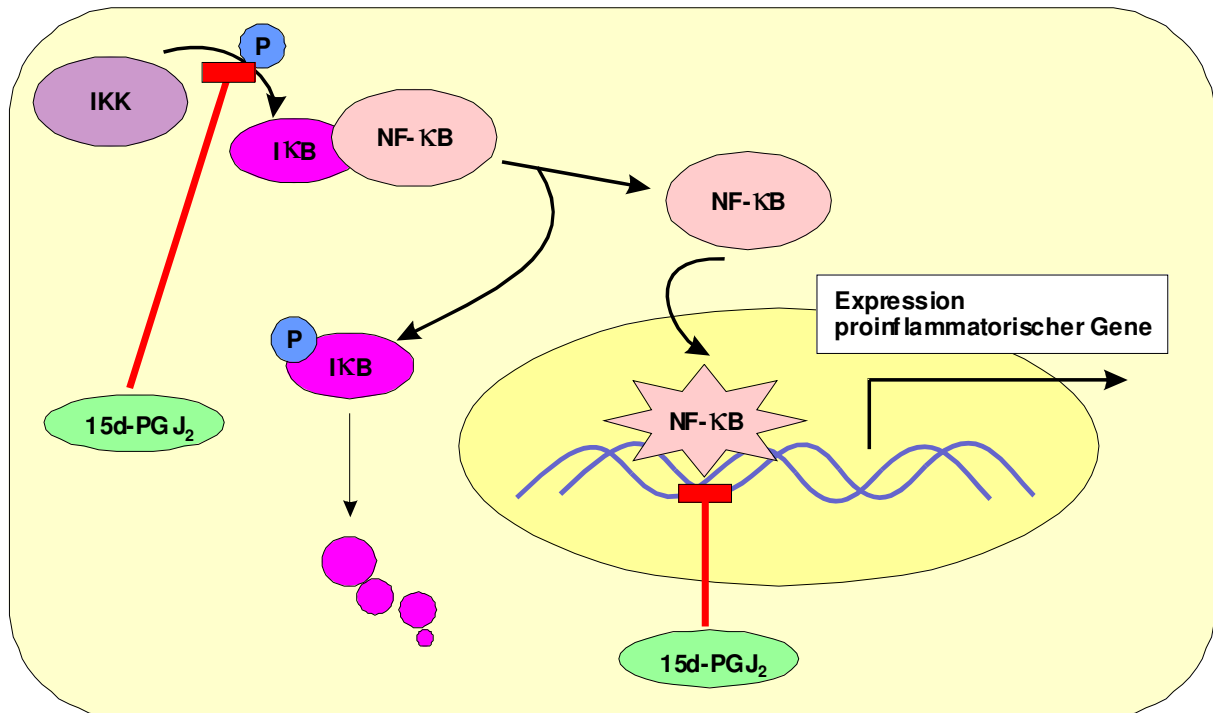 P
IKK
IκB
NF-κB
NF-κB
Expression
proinflammatorischer Gene
P
IκB
15d-PGJ₂
NF-κB
15d-PGJ₂